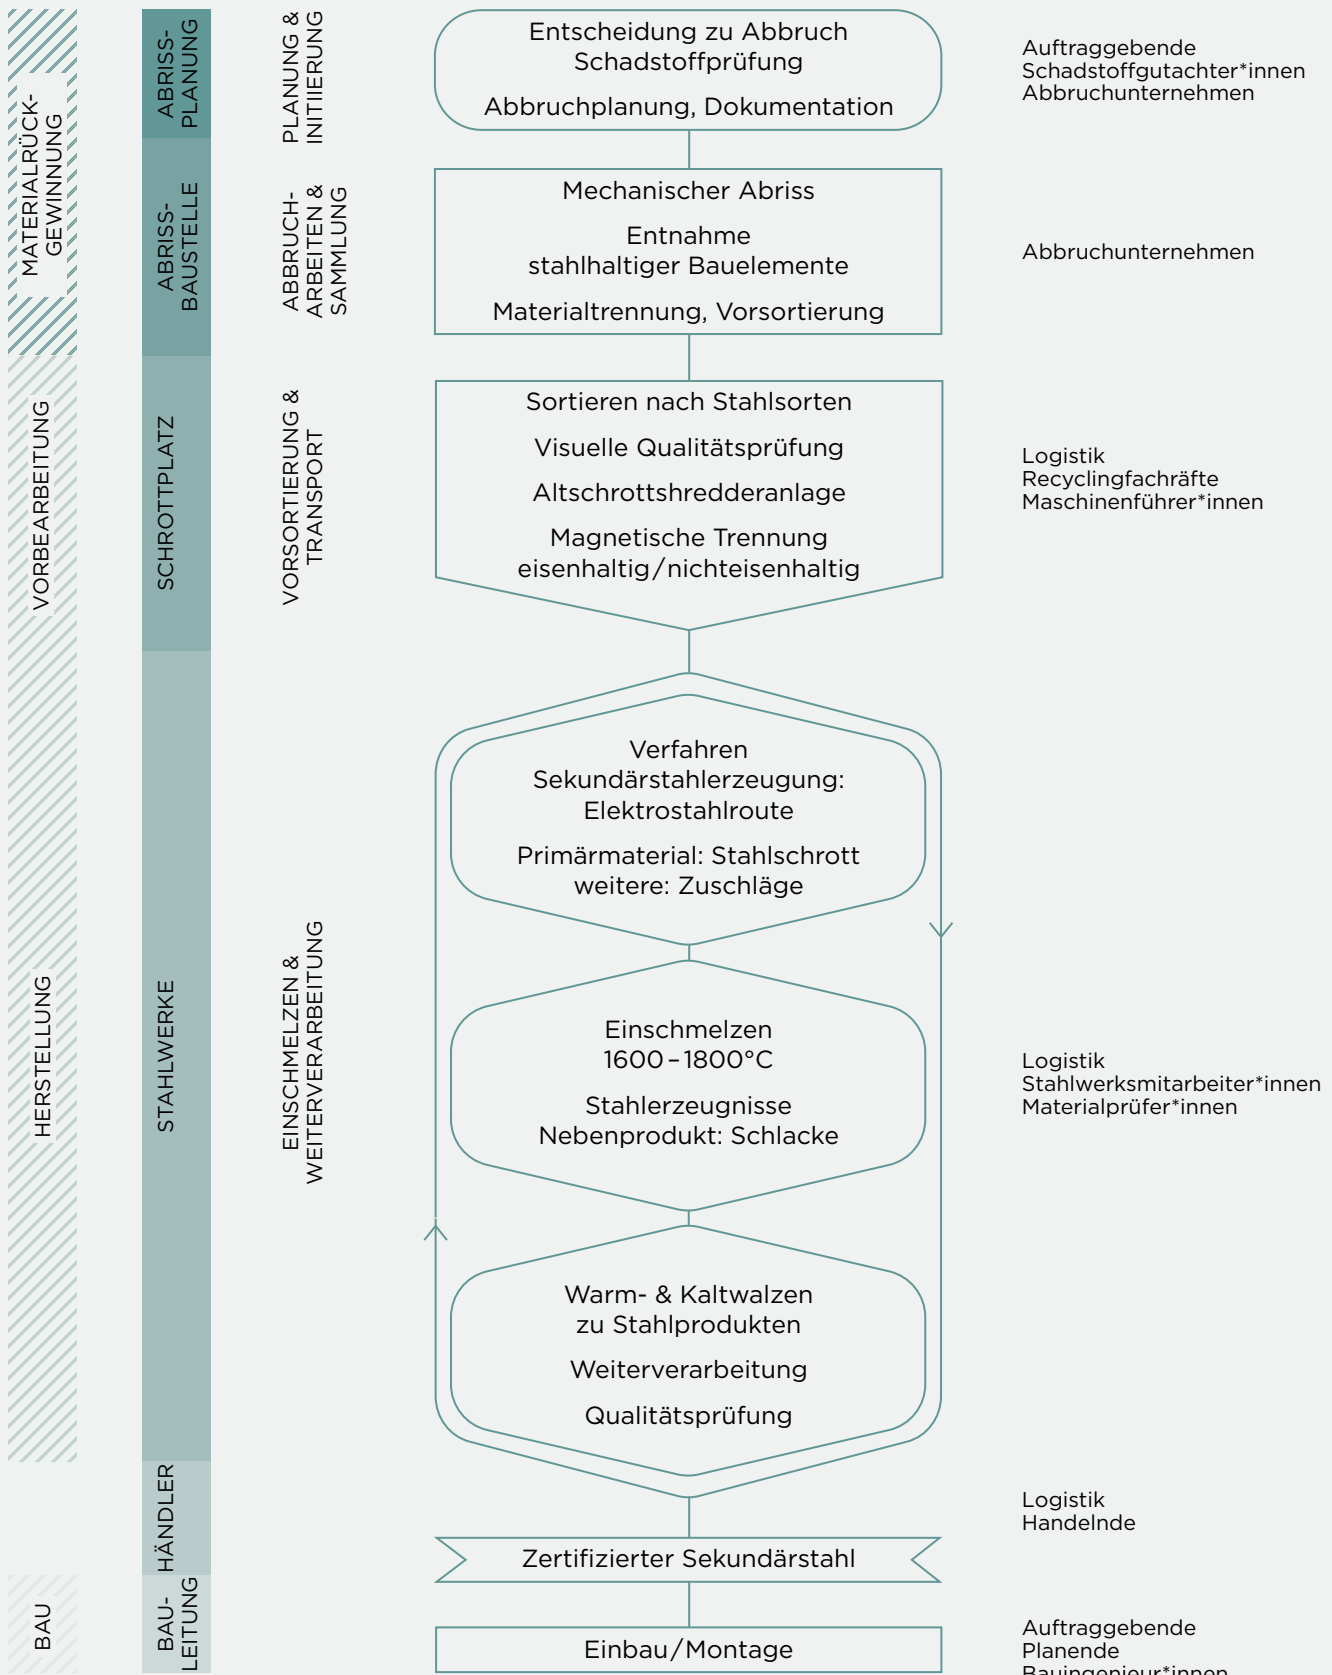 MATERIALRÜCK-
GEWINNUNG
ABRISS-
PLANUNG
PLANUNG &
INITIIERUNG
Entscheidung zu Abbruch
Schadstoffprüfung
Abbruchplanung, Dokumentation
Auftraggebende
Schadstoffgutachter*innen
Abbruchunternehmen
ABRISS-
BAUSTELLE
ABBRUCH-
ARBEITEN &
SAMMLUNG
Mechanischer Abriss
Entnahme
stahlhaltiger Bauelemente
Materialtrennung, Vorsortierung
Abbruchunternehmen
VORBEARBEITUNG
SCHROTTPLATZ
VORSORTIERUNG &
TRANSPORT
Sortieren nach Stahlsorten
Visuelle Qualitätsprüfung
Altschrottshredderanlage
Magnetische Trennung
eisenhaltig/nichteisenhaltig
Logistik
Recyclingfachräfte
Maschinenführer*innen
HERSTELLUNG
STAHLWERKE
EINSCHMELZEN &
WEITERVERARBEITUNG
Verfahren
Sekundärstahlerzeugung:
Elektrostahlroute
Primärmaterial: Stahlschrott
weitere: Zuschläge
Einschmelzen
1600–1800°C
Stahlerzeugnisse
Nebenprodukt: Schlacke
Logistik
Stahlwerksmitarbeiter*innen
Materialprüfer*innen
Warm- & Kaltwalzen
zu Stahlprodukten
Weiterverarbeitung
Qualitätsprüfung
HÄNDLER
Zertifizierter Sekundärstahl
Logistik
Handelnde
BAU
BAU-
LEITUNG
Einbau/Montage
Auftraggebende
Planende
Bauingenieur*innen